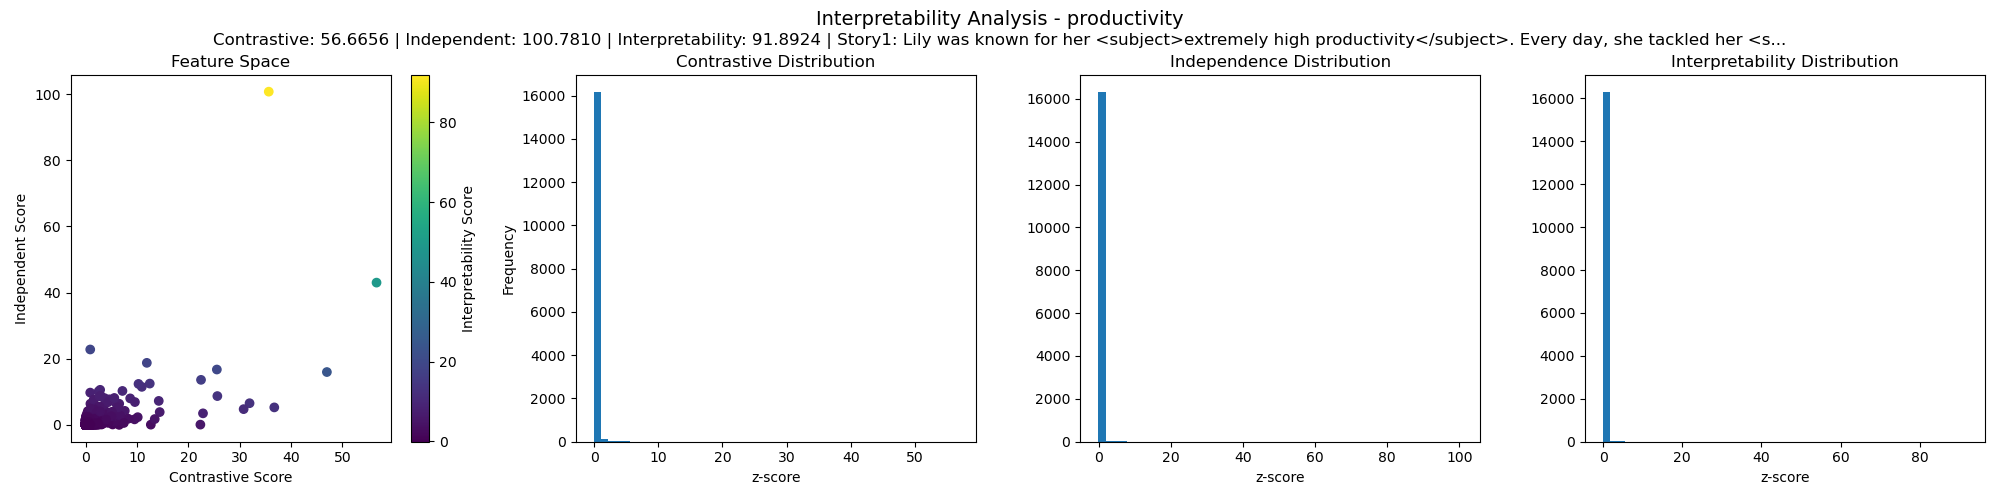 Interpretability Analysis - productivity
Contrastive: 56.6656 | Independent: 100.7810 | Interpretability: 91.8924 | Story1: Lily was known for her <subject>extremely high productivity</subject>. Every day, she tackled her <s...
Feature Space
100
80
60
40
20
0
0 10 20 30 40 50
Independent Score
Contrastive Score
80
60
40
20
0
Interpretability Score
Contrastive Distribution
16000
14000
12000
10000
8000
6000
4000
2000
0
0 10 20 30 40 50
Frequency
z-score
Independence Distribution
16000
14000
12000
10000
8000
6000
4000
2000
0
0 20 40 60 80 100
z-score
Interpretability Distribution
16000
14000
12000
10000
8000
6000
4000
2000
0
0 20 40 60 80
z-score